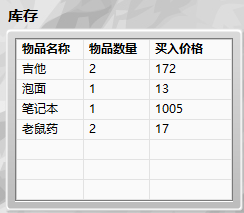 库存
物品名称 物品数量 买入价格
吉他 2 172
泡面 1 13
笔记本 1 1005
老鼠药 2 17